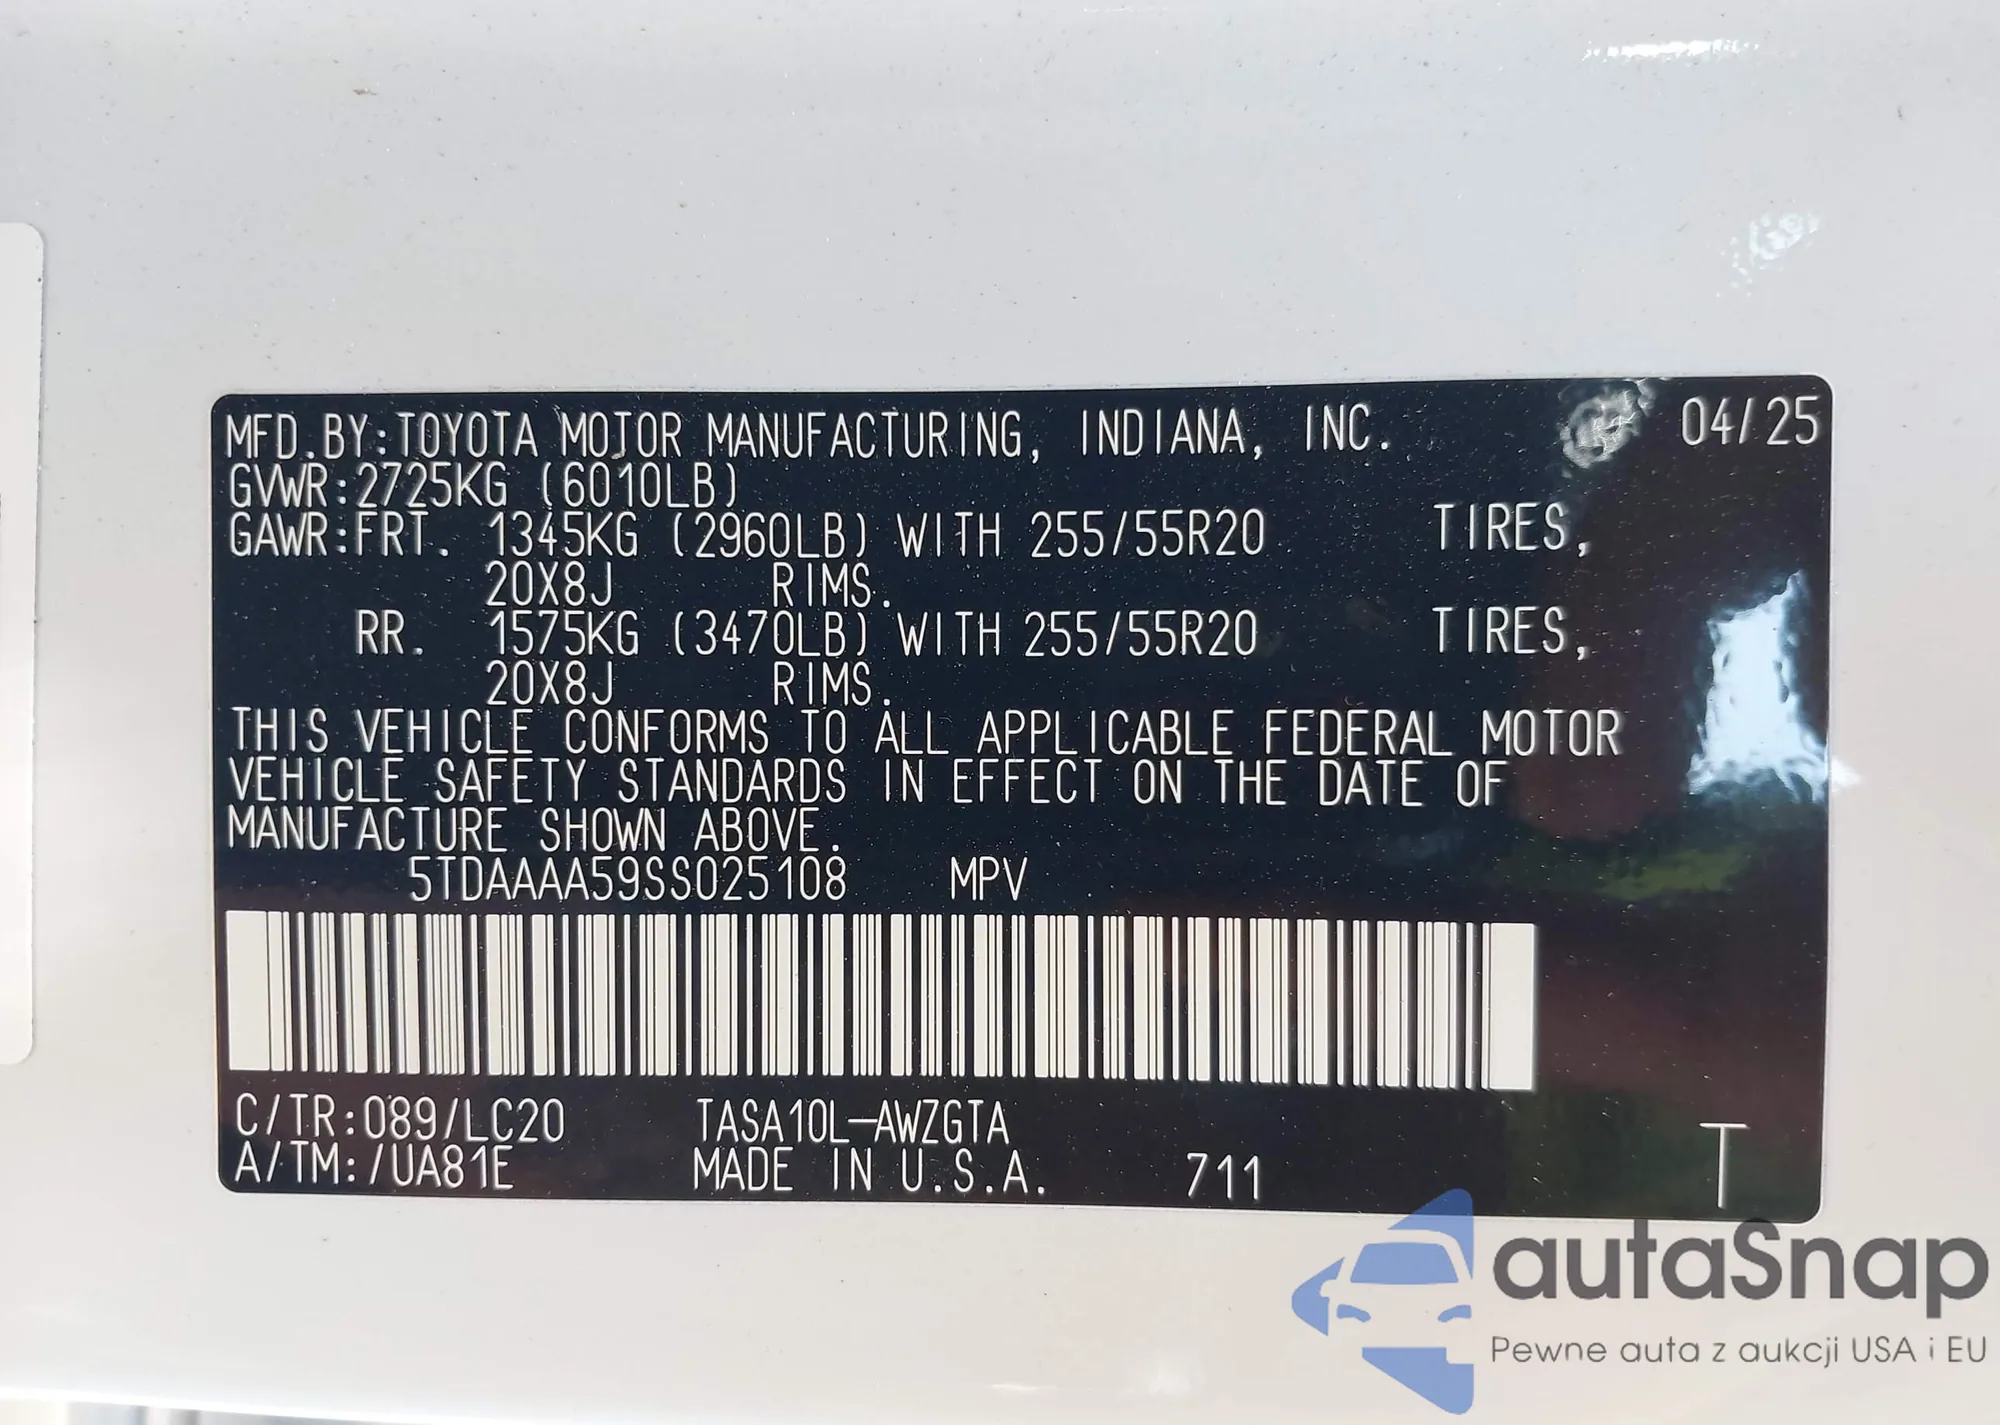 MFD.BY:TOYOTA MOTOR MANUFACTURING, INDIANA, INC. 04/25
GVWR:2725KG (6010LB)
GAWR:FRT. 1345KG (2960LB) WITH 255/55R20 TIRES,
20X8J RIMS.
RR. 1575KG (3470LB) WITH 255/55R20 TIRES,
20X8J RIMS.
THIS VEHICLE CONFORMS TO ALL APPLICABLE FEDERAL MOTOR
VEHICLE SAFETY STANDARDS IN EFFECT ON THE DATE OF
MANUFACTURE SHOWN ABOVE.
5TDAAAA59SS025108 MPV
C/TR:089/LC20 TASA10L-AWZGTA
A/TM:/UA81E MADE IN U.S.A. 711 T
autaSnap
Pewne auta z aukcji USA i EU